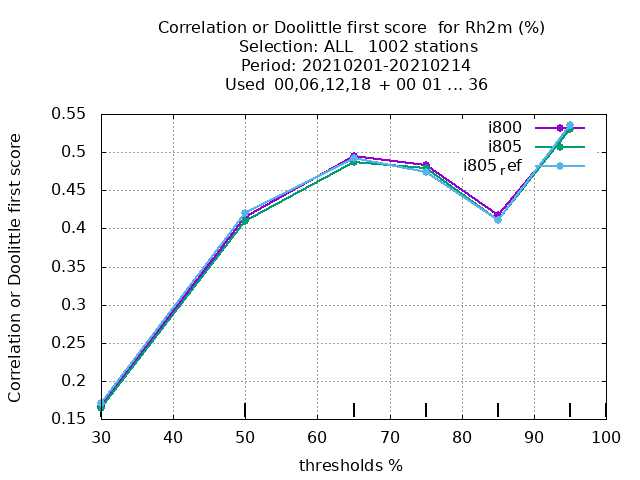 Correlation or Doolittle first score  for Rh2m (%)
Selection: ALL   1002 stations
Period: 20210201-20210214
Used  00,06,12,18  + 00 01 ... 36
Correlation or Doolittle first score
0.55
0.5
0.45
0.4
0.35
0.3
0.25
0.2
0.15
i800
i805
i805ref
30 40 50 60 70 80 90 100
thresholds %